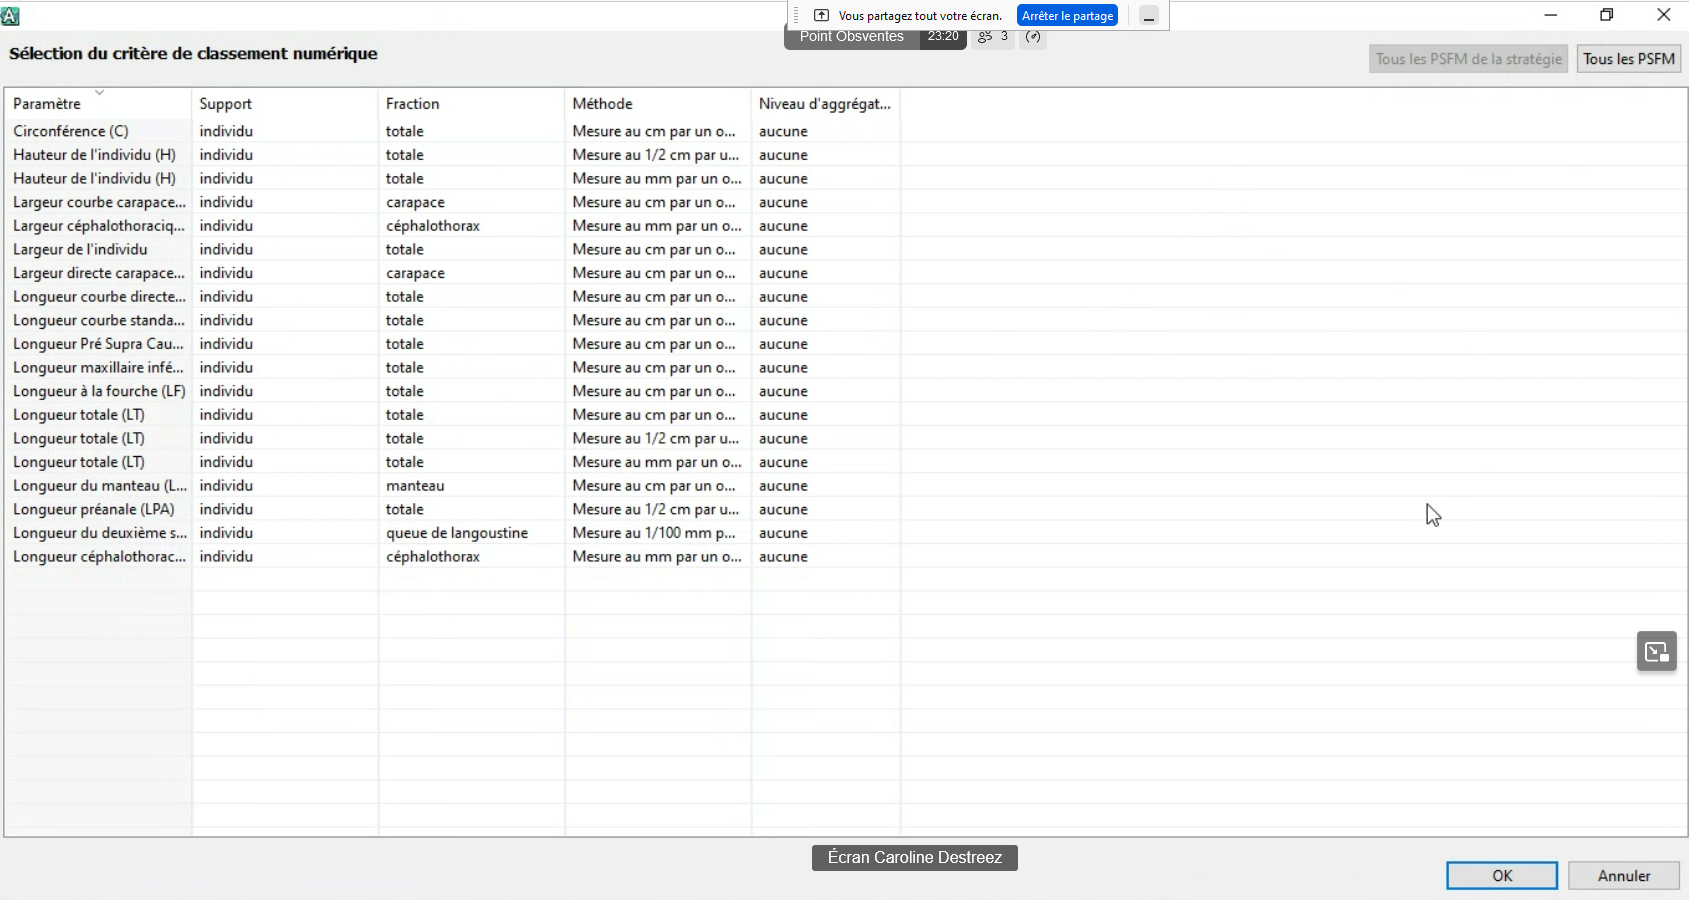 Vous partagez tout votre écran. Arrêter le partage
Point Obsventes 23:20 3
Sélection du critère de classement numérique
Tous les PSFM de la stratégie Tous les PSFM
Paramètre Support Fraction Méthode Niveau d'aggrégat...
Circonférence (C) individu totale Mesure au cm par un o... aucune
Hauteur de l'individu (H) individu totale Mesure au 1/2 cm par u... aucune
Hauteur de l'individu (H) individu totale Mesure au mm par un o... aucune
Largeur courbe carapace... individu carapace Mesure au cm par un o... aucune
Largeur céphalothoraciq... individu céphalothorax Mesure au mm par un o... aucune
Largeur de l'individu individu totale Mesure au cm par un o... aucune
Largeur directe carapace... individu carapace Mesure au cm par un o... aucune
Longueur courbe directe... individu totale Mesure au cm par un o... aucune
Longueur courbe standa... individu totale Mesure au cm par un o... aucune
Longueur Pré Supra Cau... individu totale Mesure au cm par un o... aucune
Longueur maxillaire infé... individu totale Mesure au cm par un o... aucune
Longueur à la fourche (LF) individu totale Mesure au cm par un o... aucune
Longueur totale (LT) individu totale Mesure au cm par un o... aucune
Longueur totale (LT) individu totale Mesure au 1/2 cm par u... aucune
Longueur totale (LT) individu totale Mesure au mm par un o... aucune
Longueur du manteau (L... individu manteau Mesure au cm par un o... aucune
Longueur préanale (LPA) individu totale Mesure au 1/2 cm par u... aucune
Longueur du deuxième s... individu queue de langoustine Mesure au 1/100 mm p... aucune
Longueur céphalothorac... individu céphalothorax Mesure au mm par un o... aucune
Écran Caroline Destreez
OK Annuler